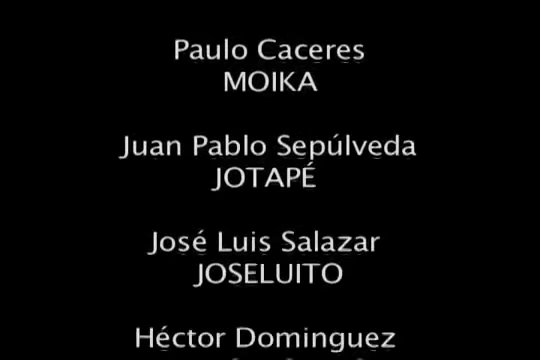 Paulo Caceres
MOIKA
Juan Pablo Sepúlveda
JOTAPÉ
José Luis Salazar
JOSELUITO
Héctor Dominguez